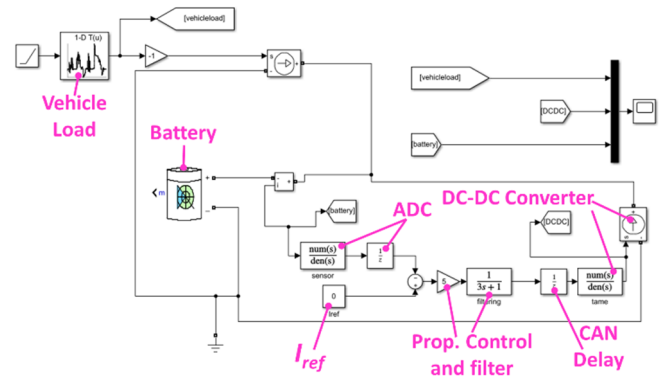 1-D T(u)
[vehicleload]
-1
s
+
-
Vehicle
Load
[vehicleload]
[DCDC]
[battery]
Battery
m
+
-
i
+
[battery]
ADC
DC-DC Converter
[DCDC]
+
s
-
num(s)
den(s)
sensor
1
z
0
Iref
5
1
3s+1
filtering
1
z
num(s)
den(s)
tame
Iref
Prop. Control
and filter
CAN
Delay